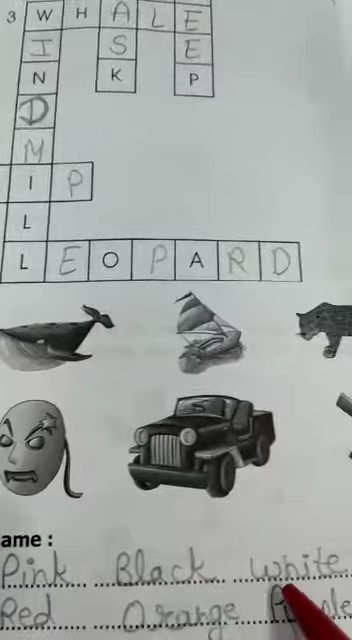 3 W H A L E
I S E
N K P
D
M
I P
L
L E O P A R D
ame :
Pink Black White
Red Orange